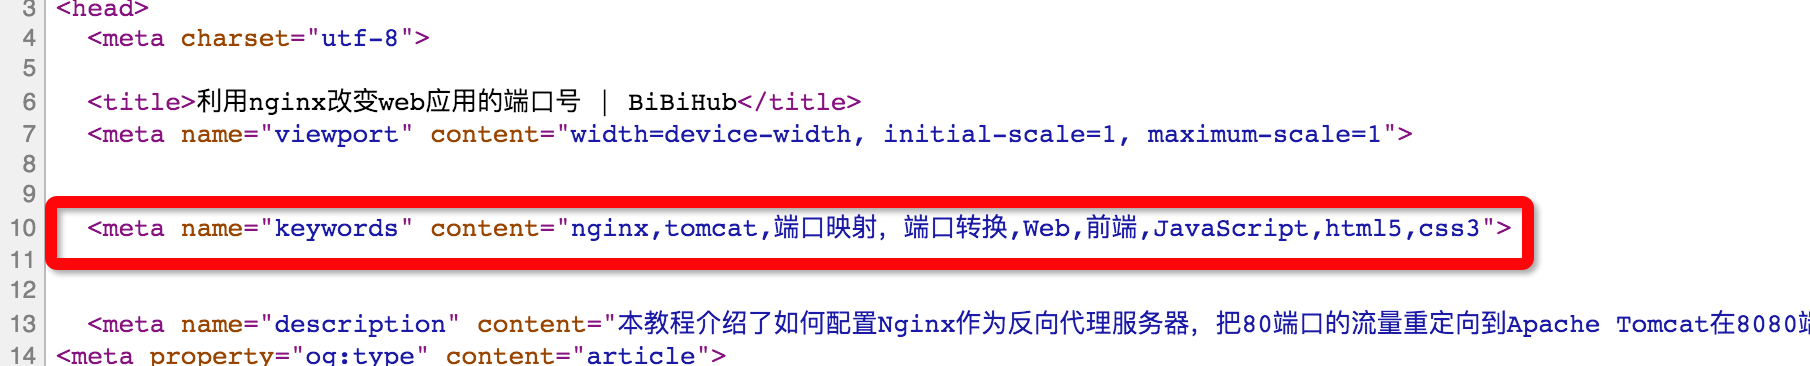 3 <head>
4 <meta charset="utf-8">
5
6 <title>利用nginx改变web应用的端口号 | BiBiHub</title>
7 <meta name="viewport" content="width=device-width, initial-scale=1, maximum-scale=1">
8
9
10 <meta name="keywords" content="nginx,tomcat,端口映射，端口转换,Web,前端,JavaScript,html5,css3">
11
12
13 <meta name="description" content="本教程介绍了如何配置Nginx作为反向代理服务器，把80端口的流量重定向到Apache Tomcat在8080端
14 <meta property="og:type" content="article">